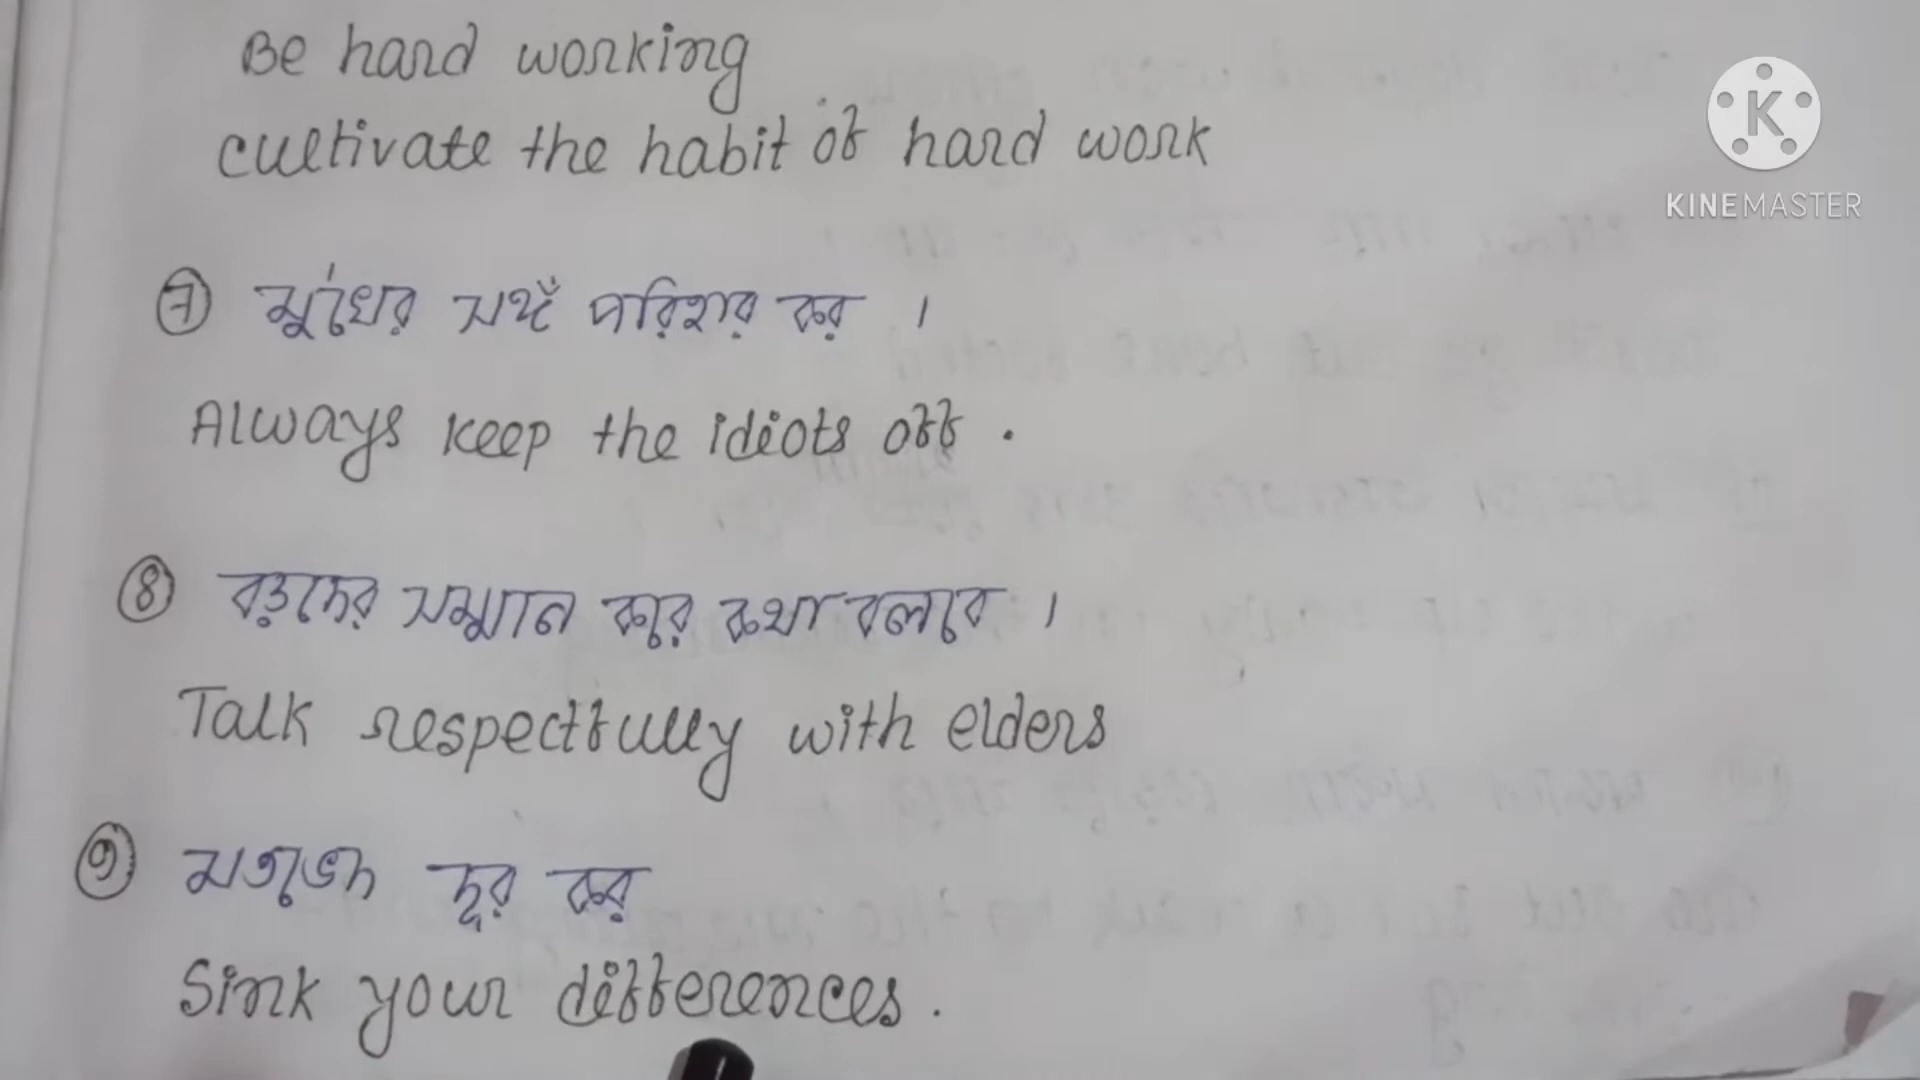 Be hard working
cultivate the habit of hard work
KINEMASTER
7 মুর্খের সঙ্গঁ পরিহার কর ।
Always keep the idiots off .
8 বড়দের সম্মান করে কথা বলবে ।
Talk respectfully with elders
9 মতভেদ দূর কর
Sink your differences .